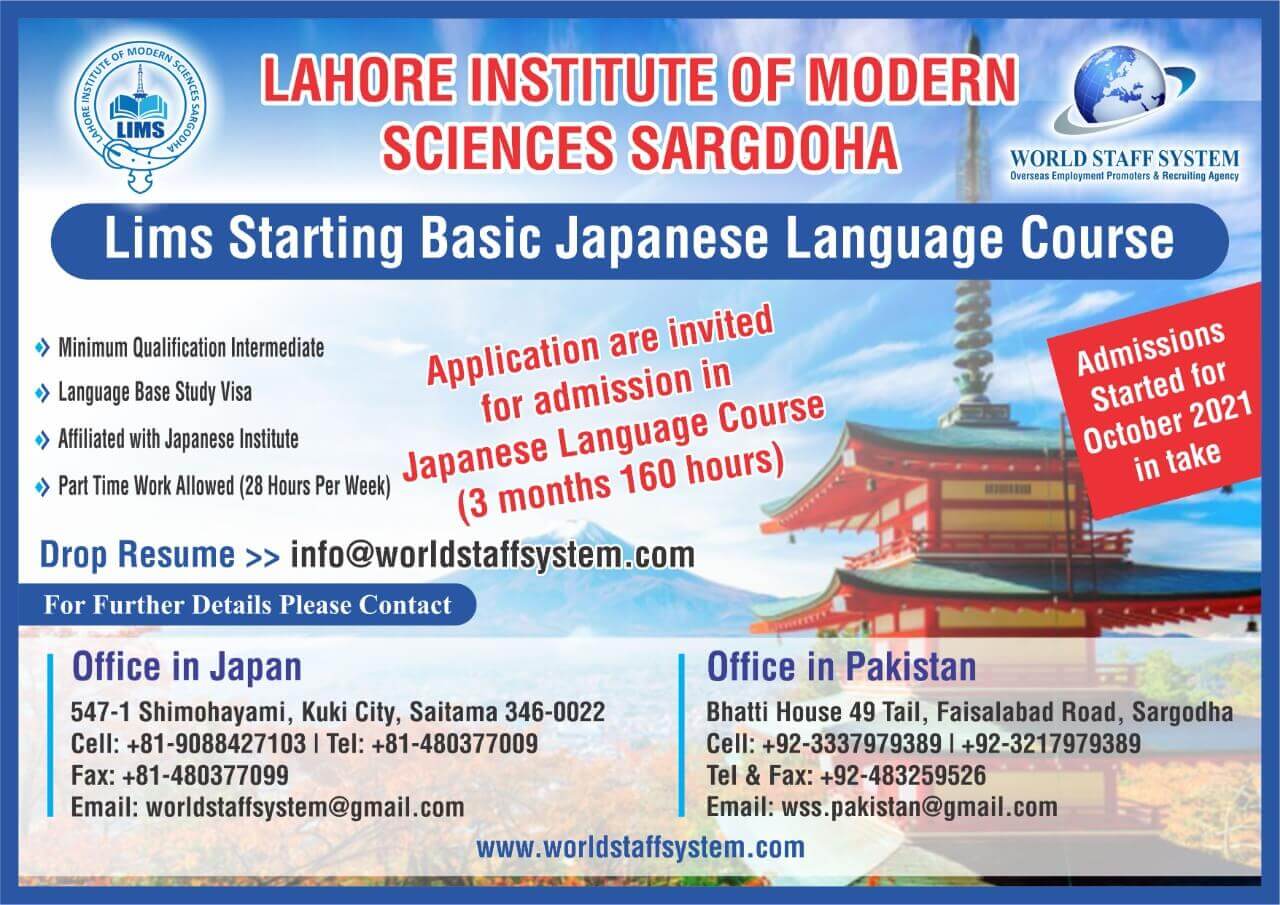 LAHORE INSTITUTE OF MODERN SCIENCES SARGODHA
LIMS
LAHORE INSTITUTE OF MODERN
SCIENCES SARGDOHA
WORLD STAFF SYSTEM
Overseas Employment Promoters & Recruiting Agency
Lims Starting Basic Japanese Language Course
Minimum Qualification Intermediate
Language Base Study Visa
Affiliated with Japanese Institute
Part Time Work Allowed (28 Hours Per Week)
Application are invited
for admission in
Japanese Language Course
(3 months 160 hours)
Admissions
Started for
October 2021
in take
Drop Resume >> info@worldstaffsystem.com
For Further Details Please Contact
Office in Japan
547-1 Shimohayami, Kuki City, Saitama 346-0022
Cell: +81-9088427103 | Tel: +81-480377009
Fax: +81-480377099
Email: worldstaffsystem@gmail.com
Office in Pakistan
Bhatti House 49 Tail, Faisalabad Road, Sargodha
Cell: +92-3337979389 | +92-3217979389
Tel & Fax: +92-483259526
Email: wss.pakistan@gmail.com
www.worldstaffsystem.com